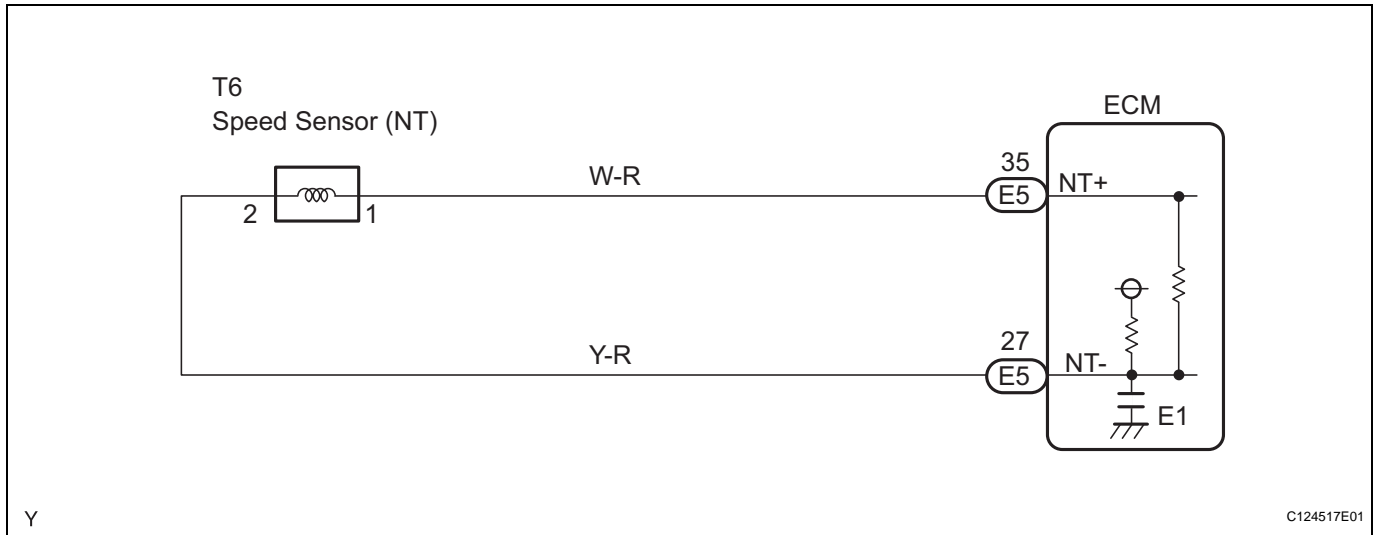 T6
Speed Sensor (NT)
ECM
W-R
35
E5
NT+
2
1
Y-R
27
E5
NT-
E1
Y
C124517E01